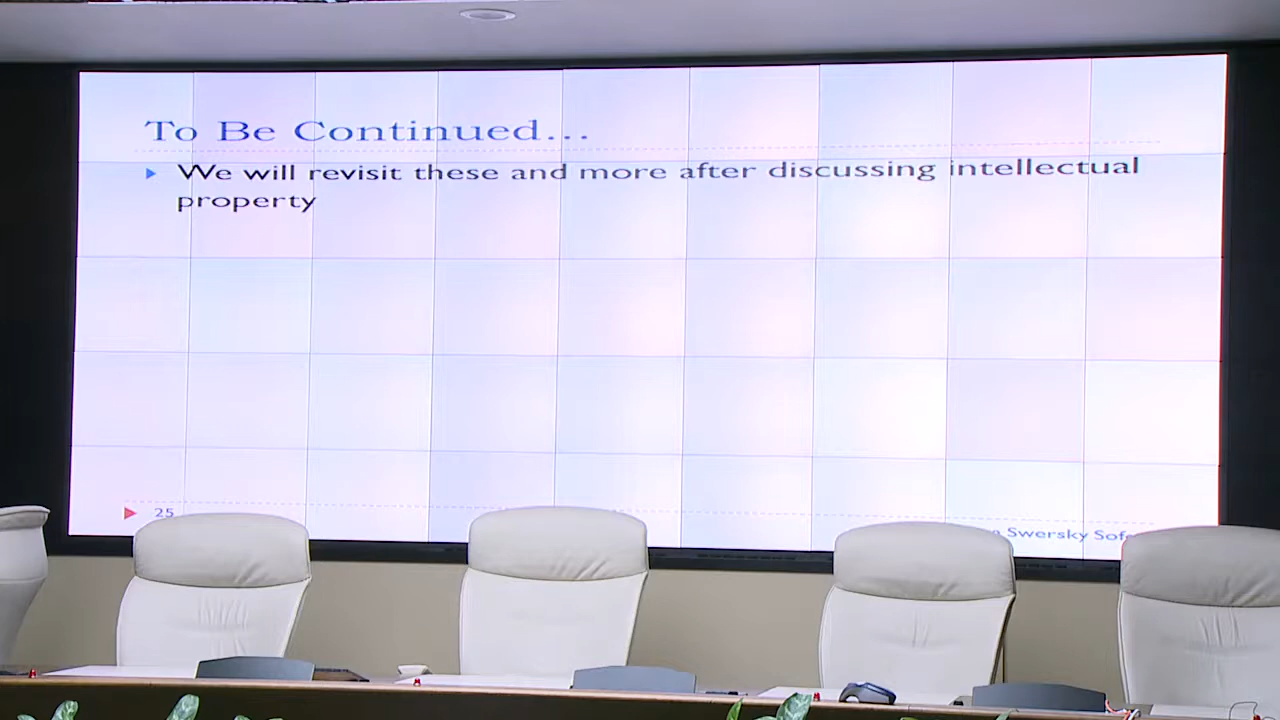 To Be Continued...
We will revisit these and more after discussing intellectual
property
25
Swersky